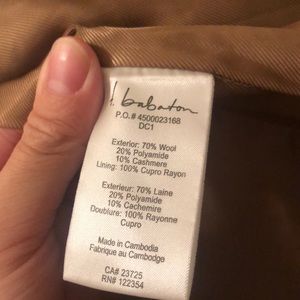 babaton
P.O.# 4500023168
DC1
Exterior: 70% Wool
20% Polyamide
10% Cashmere
Lining: 100% Cupro Rayon
Exterieur: 70% Laine
20% Polyamide
10% Cachemire
Doublure: 100% Rayonne
Cupro
Made in Cambodia
Fabrique au Cambodge
CA# 23725
RN# 122354